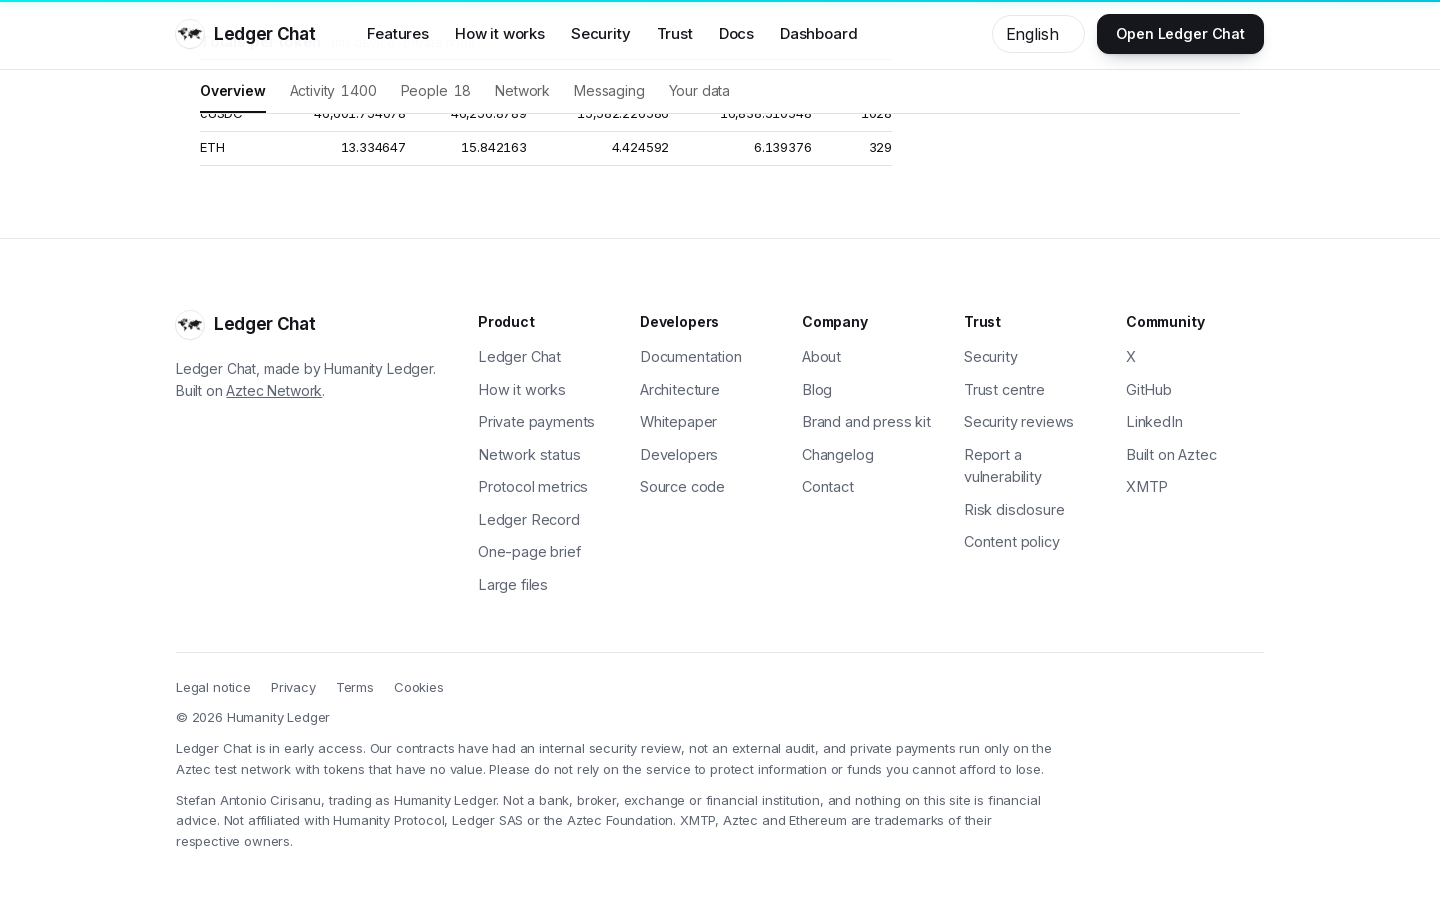 Ledger Chat
Features How it works Security Trust Docs Dashboard
English
Open Ledger Chat
Overview Activity 1400 People 18 Network Messaging Your data
ETH 13.334647 15.842163 4.424592 6.139376 329
Ledger Chat
Ledger Chat, made by Humanity Ledger.
Built on Aztec Network.
Product
Ledger Chat
How it works
Private payments
Network status
Protocol metrics
Ledger Record
One-page brief
Large files
Developers
Documentation
Architecture
Whitepaper
Developers
Source code
Company
About
Blog
Brand and press kit
Changelog
Contact
Trust
Security
Trust centre
Security reviews
Report a
vulnerability
Risk disclosure
Content policy
Community
X
GitHub
LinkedIn
Built on Aztec
XMTP
Legal notice Privacy Terms Cookies
© 2026 Humanity Ledger
Ledger Chat is in early access. Our contracts have had an internal security review, not an external audit, and private payments run only on the
Aztec test network with tokens that have no value. Please do not rely on the service to protect information or funds you cannot afford to lose.
Stefan Antonio Cirisanu, trading as Humanity Ledger. Not a bank, broker, exchange or financial institution, and nothing on this site is financial
advice. Not affiliated with Humanity Protocol, Ledger SAS or the Aztec Foundation. XMTP, Aztec and Ethereum are trademarks of their
respective owners.